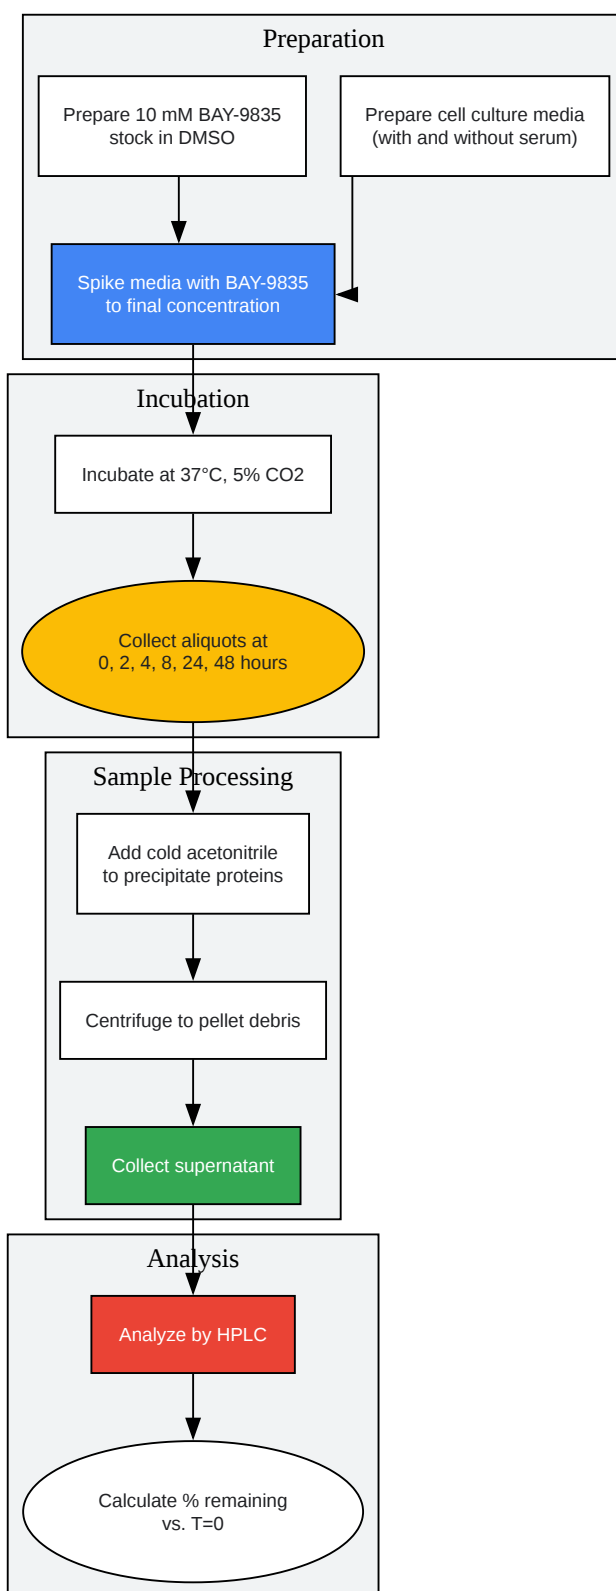 Preparation
Prepare 10 mM BAY-9835
stock in DMSO
Prepare cell culture media
(with and without serum)
Spike media with BAY-9835
to final concentration
Incubation
Incubate at 37°C, 5% CO2
Collect aliquots at
0, 2, 4, 8, 24, 48 hours
Sample Processing
Add cold acetonitrile
to precipitate proteins
Centrifuge to pellet debris
Collect supernatant
Analysis
Analyze by HPLC
Calculate % remaining
vs. T=0